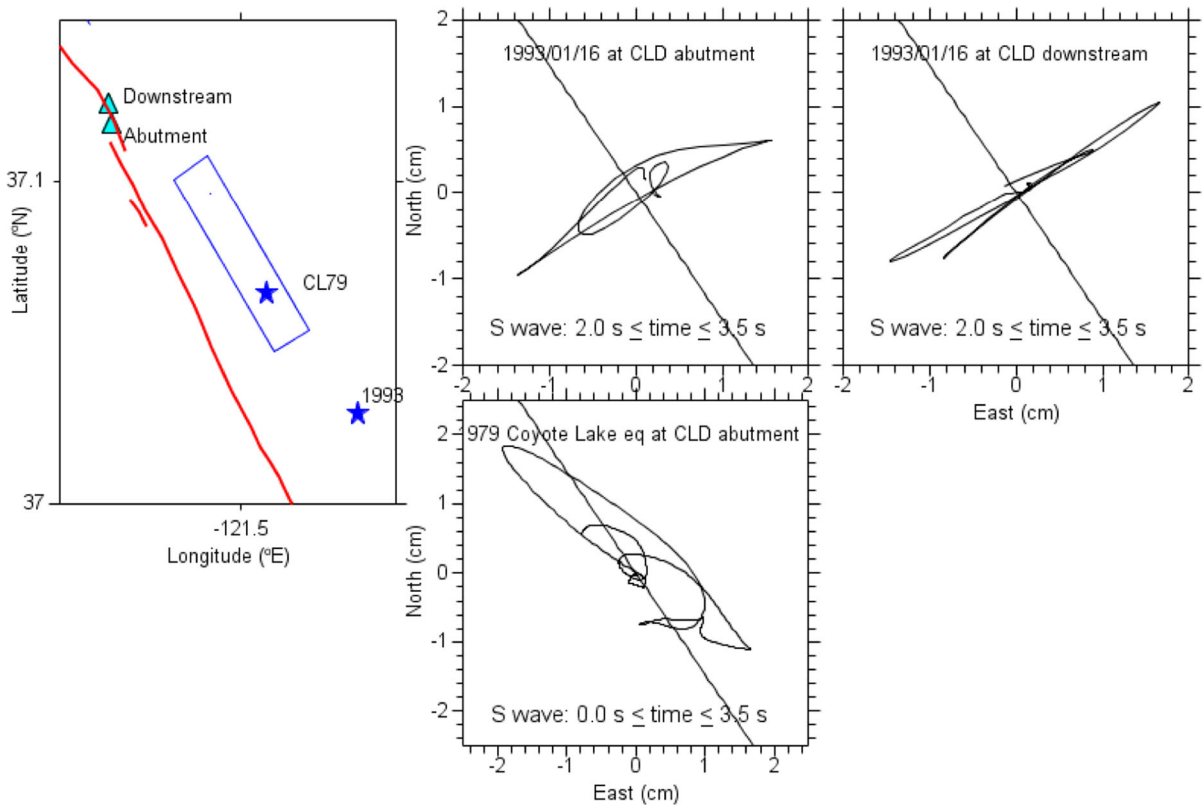 Downstream
Abutment
37.1
CL79
1993
37
-121.5
Latitude (ºN)
Longitude (ºE)
1993/01/16 at CLD abutment
2
1
0
-1
-2
North (cm)
S wave: 2.0 s ≤ time ≤ 3.5 s
-2 -1 0 1 2
1993/01/16 at CLD downstream
S wave: 2.0 s ≤ time ≤ 3.5 s
-2 -1 0 1 2
East (cm)
1979 Coyote Lake eq at CLD abutment
2
1
0
-1
-2
North (cm)
S wave: 0.0 s ≤ time ≤ 3.5 s
-2 -1 0 1 2
East (cm)